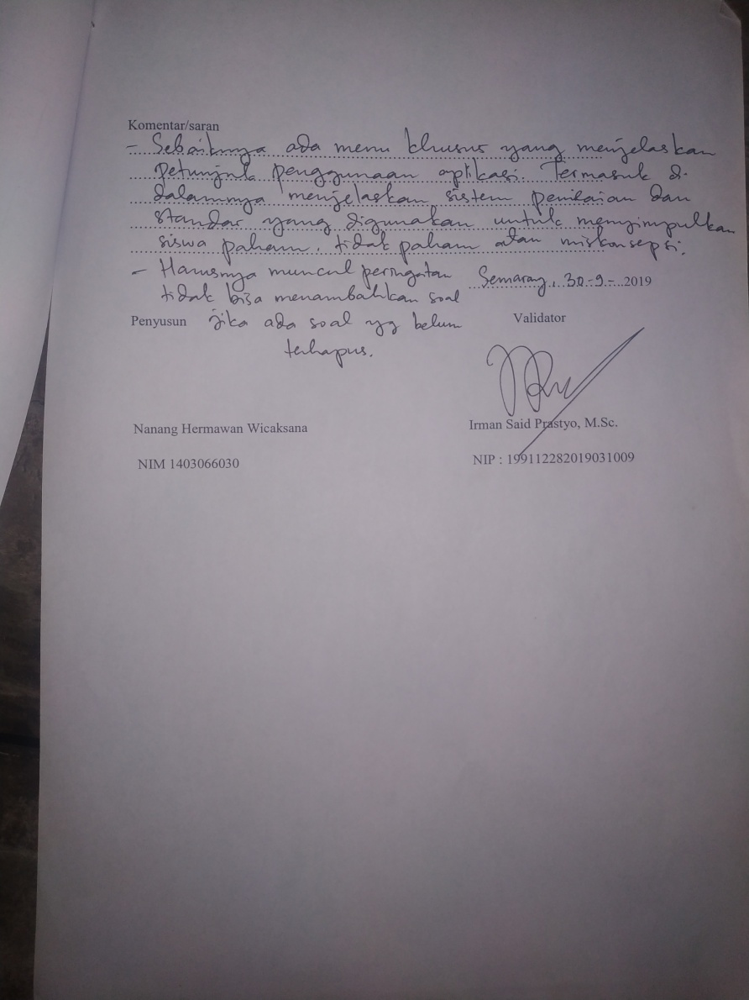 Komentar/saran
- Sebaiknya ada menu khusus yang menjelaskan
petunjuk penggunaan aplikasi. Termasuk di
dalamnya menjelaskan sistem penilaian dan
standar yang digunakan untuk menyimpulkan
siswa paham, tidak paham atau miskonsepsi.
- Harusnya muncul peringatan
tidak bisa menambahkan soal
jika ada soal yg belum
terhapus.
Semarang, 30-9-2019
Penyusun
Validator
Nanang Hermawan Wicaksana
Irman Said Prastyo, M.Sc.
NIM 1403066030
NIP : 199112282019031009